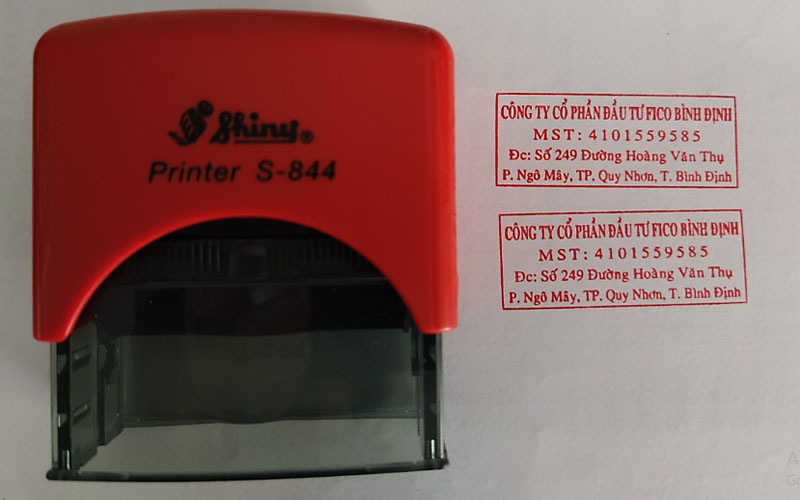 Shiny®
Printer S-844
CÔNG TY CỔ PHẦN ĐẦU TƯ FICO BÌNH ĐỊNH
MST: 4101559585
Đc: Số 249 Đường Hoàng Văn Thụ
P. Ngô Mây, TP. Quy Nhơn, T. Bình Định
CÔNG TY CỔ PHẦN ĐẦU TƯ FICO BÌNH ĐỊNH
MST: 4101559585
Đc: Số 249 Đường Hoàng Văn Thụ
P. Ngô Mây, TP. Quy Nhơn, T. Bình Định